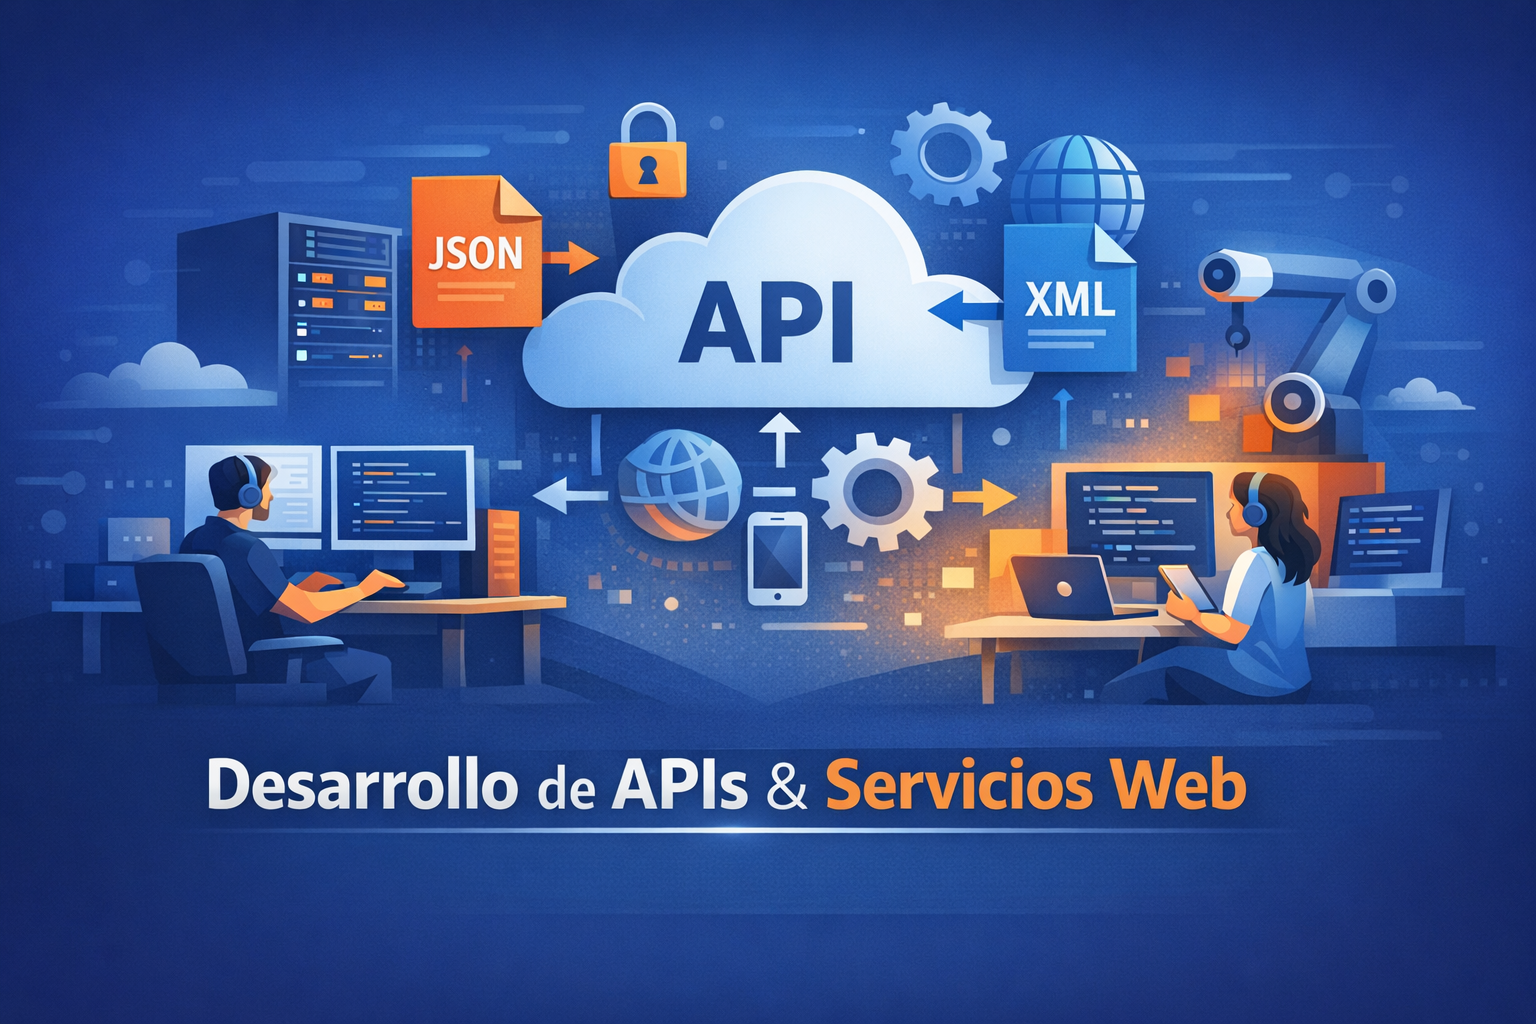 JSON
API
XML
Desarrollo de APIs & Servicios Web